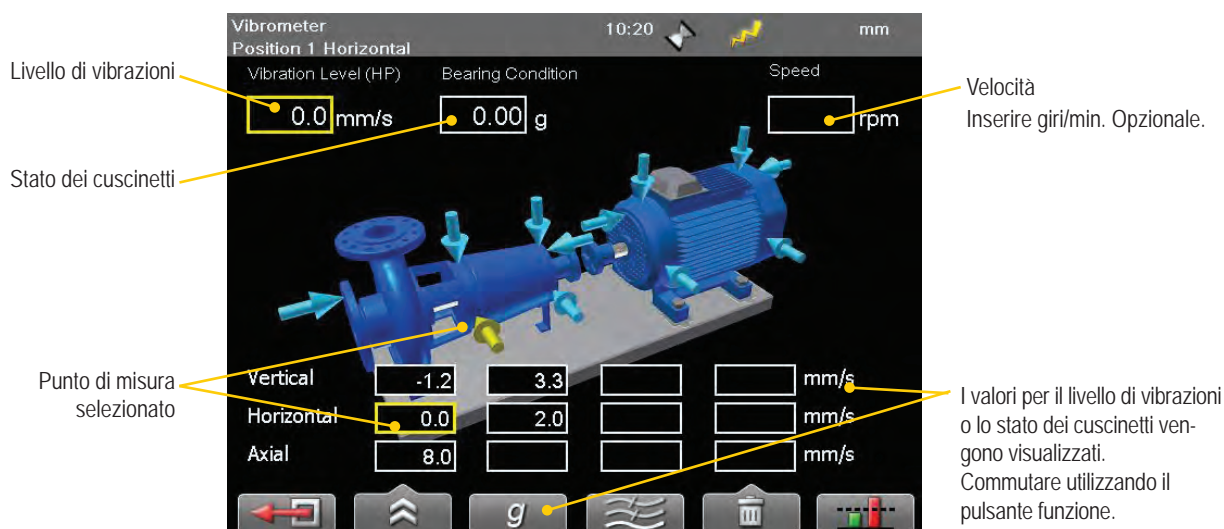 Vibrometer
10:20
mm
Position 1 Horizontal
Livello di vibrazioni
Vibration Level (HP)
Bearing Condition
Speed
0.0 mm/s
0.00 g
rpm
Velocità
Inserire giri/min. Opzionale.
Stato dei cuscinetti
Punto di misura
selezionato
Vertical -1.2 3.3 mm/s
Horizontal 0.0 2.0 mm/s
Axial 8.0 mm/s
g
I valori per il livello di vibrazioni
o lo stato dei cuscinetti ven-
gono visualizzati.
Commutare utilizzando il
pulsante funzione.